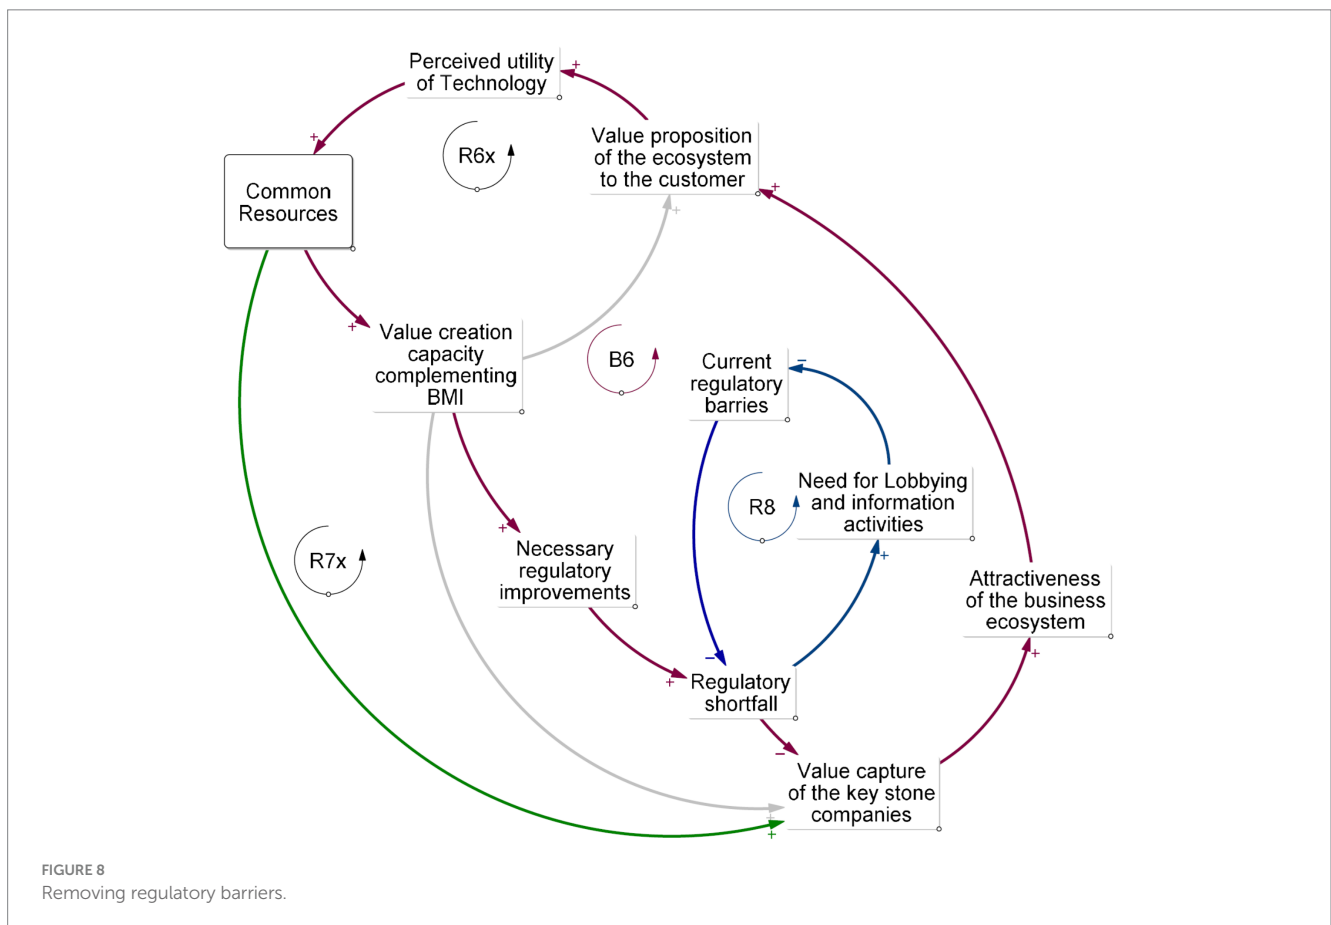 Perceived utility
of Technology
+
Value proposition
of the ecosystem
to the customer
+
R6x
Common
Resources
+
+
Value creation
capacity
complementing
BMI
+
B6
Current
regulatory
barries
−
Need for Lobbying
and information
activities
R8
+
Necessary
regulatory
improvements
R7x
+
Attractiveness
of the business
ecosystem
+
−
Regulatory
shortfall
+
−
Value capture
of the key stone
companies
+
+
FIGURE 8
Removing regulatory barriers.